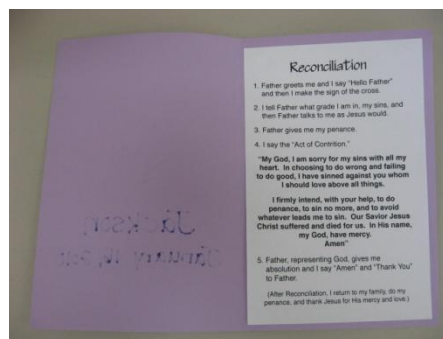 Reconciliation
1. Father greets me and I say "Hello Father"
and then I make the sign of the cross.
2. I tell Father what grade I am in, my sins, and
then Father talks to me as Jesus would.
3. Father gives me my penance.
4. I say the "Act of Contrition."
"My God, I am sorry for my sins with all my
heart. In choosing to do wrong and failing
to do good, I have sinned against you whom
I should love above all things.
I firmly intend, with your help, to do
penance, to sin no more, and to avoid
whatever leads me to sin. Our Savior Jesus
Christ suffered and died for us. In His name,
my God, have mercy.
Amen"
5. Father, representing God, gives me
absolution and I say "Amen" and "Thank You"
to Father.
(After Reconciliation, I return to my family, do my
penance, and thank Jesus for His mercy and love.)
Jackson
January